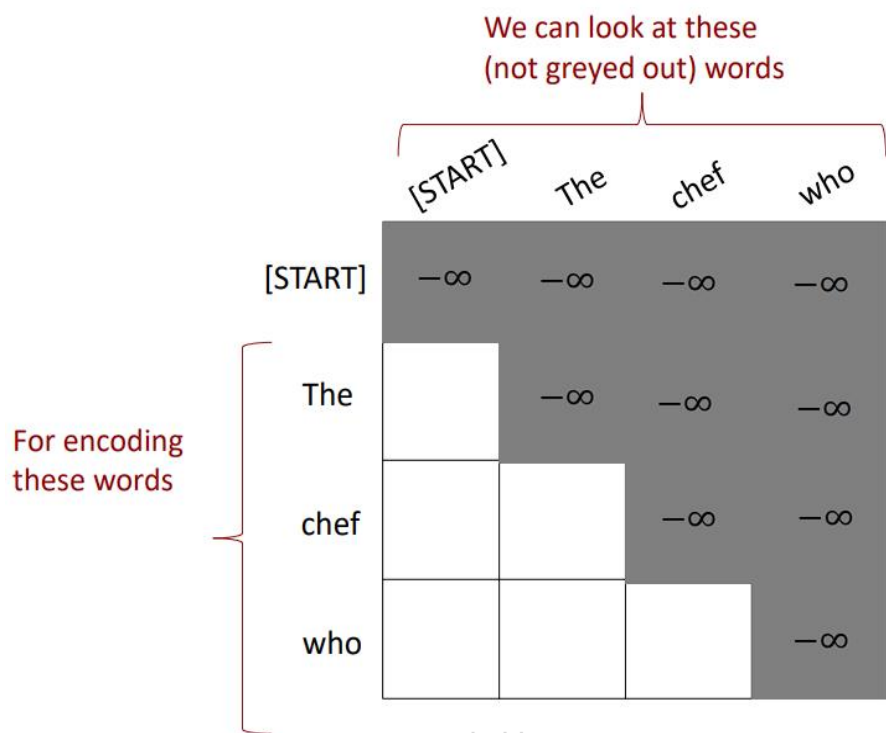 We can look at these
(not greyed out) words
[START] The chef who
[START] −∞ −∞ −∞ −∞
The −∞ −∞ −∞
For encoding
these words
chef −∞ −∞
who −∞